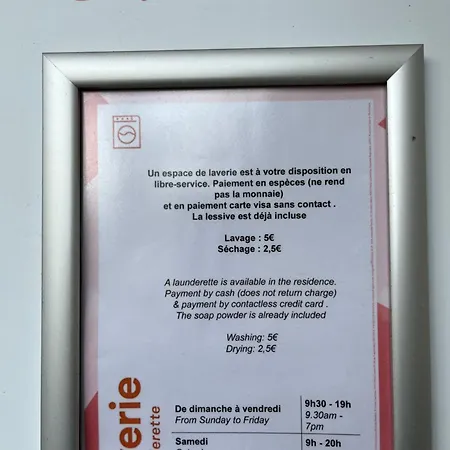 Un espace de laverie est à votre disposition en
libre-service. Paiement en espèces (ne rend
pas la monnaie)
et en paiement carte visa sans contact .
La lessive est déjà incluse
Lavage : 5€
Séchage : 2,5€
A launderette is available in the residence.
Payment by cash (does not return charge)
& payment by contactless credit card .
The soap powder is already included
Washing: 5€
Drying: 2,5€
erie
erette
De dimanche à vendredi
From Sunday to Friday
9h30 - 19h
9.30am -
7pm
Samedi
9h - 20h